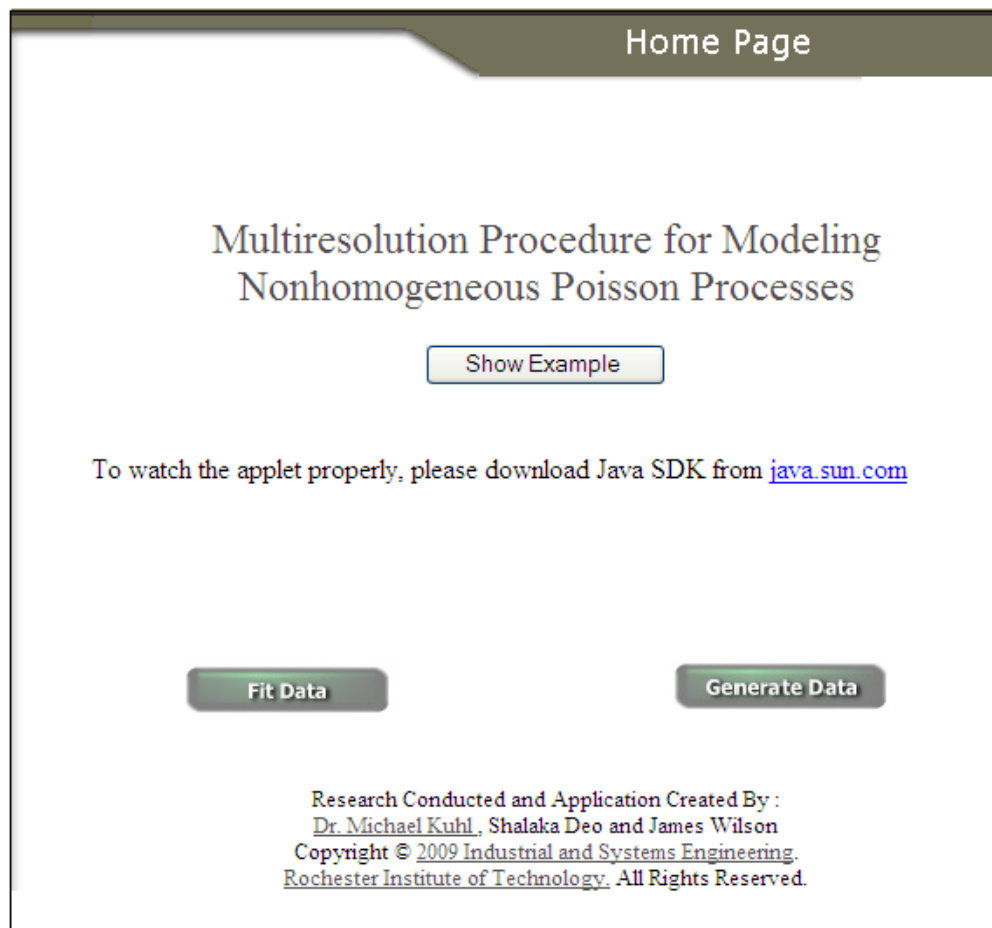 Home Page
Multiresolution Procedure for Modeling
Nonhomogeneous Poisson Processes
Show Example
To watch the applet properly, please download Java SDK from java.sun.com
Fit Data
Generate Data
Research Conducted and Application Created By :
Dr. Michael Kuhl , Shalaka Deo and James Wilson
Copyright © 2009 Industrial and Systems Engineering.
Rochester Institute of Technology. All Rights Reserved.